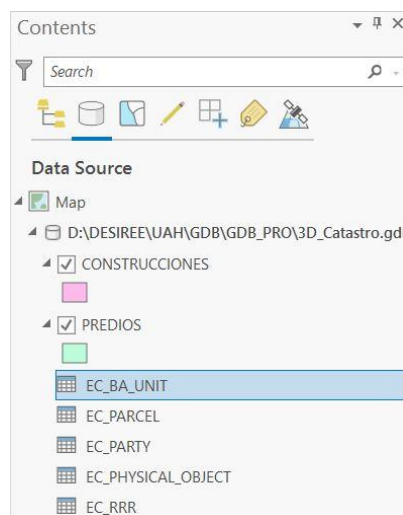 Contents
Search
Data Source
Map
D:\DESIREE\UAH\GDB\GDB_PRO\3D_Catastro.gd
CONSTRUCCIONES
PREDIOS
EC_BA_UNIT
EC_PARCEL
EC_PARTY
EC_PHYSICAL_OBJECT
EC_RRR